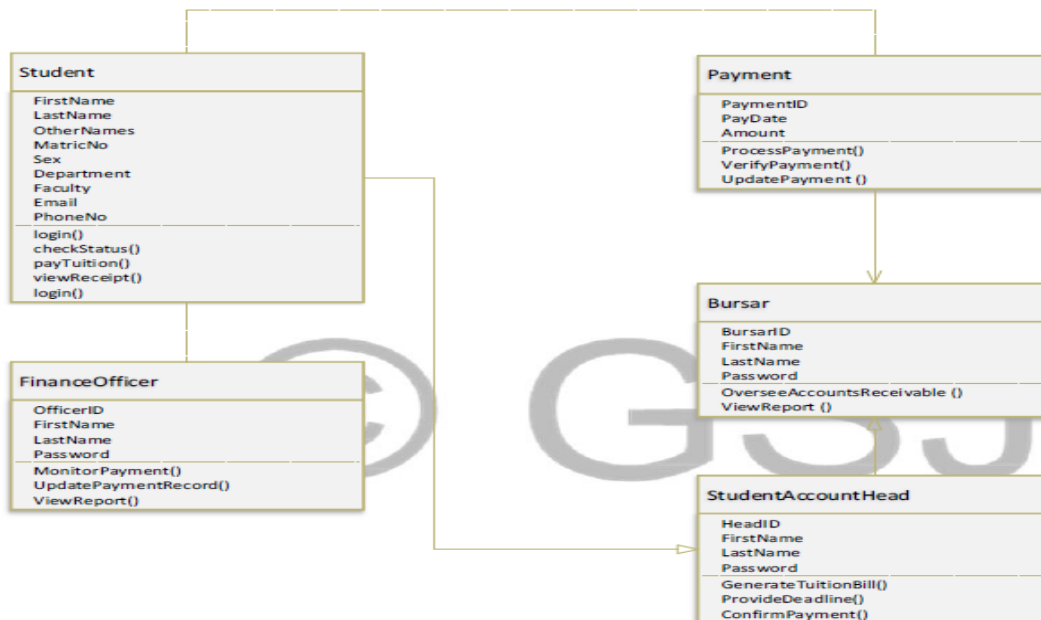 Student
FirstName
LastName
OtherNames
MatricNo
Sex
Department
Faculty
Email
PhoneNo
login()
checkStatus()
payTuition()
viewReceipt()
login()
FinanceOfficer
OfficerID
FirstName
LastName
Password
MonitorPayment()
UpdatePaymentRecord()
ViewReport()
Payment
PaymentID
PayDate
Amount
ProcessPayment()
VerifyPayment()
UpdatePayment ()
Bursar
BursarID
FirstName
LastName
Password
OverseeAccountsReceivable ()
ViewReport ()
StudentAccountHead
HeadID
FirstName
LastName
Password
GenerateTuitionBill()
ProvideDeadline()
ConfirmPayment()
© GSJ